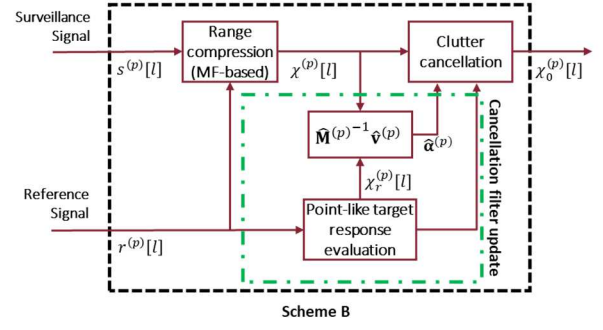 Surveillance
Signal
s^(p)[l]
Range
compression
(MF-based)
χ^(p)[l]
Clutter
cancellation
χ_0^(p)[l]
M̂^(p)^-1 v̂^(p)
α̂^(p)
Cancellation filter update
χ_r^(p)[l]
Reference
Signal
r^(p)[l]
Point-like target
response
evaluation
Scheme B